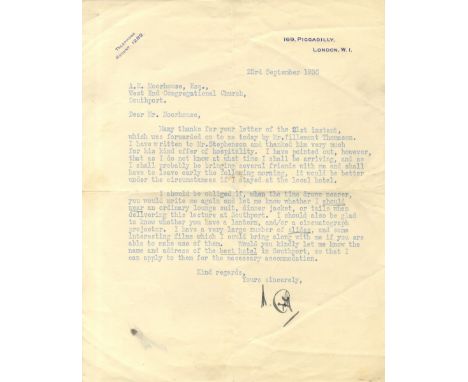 TELEPHONE
REGENT 1282.
169, PICCADILLY,
LONDON, W.1.
23rd September 1930
A.E. Moorhouse, Esq.,
West End Congregational Church,
Southport.
Dear Mr. Moorhouse,
Many thanks for your letter of the 21st instant,
which was forwarded on to me today by Mr. Tillement Thomason.
I have written to Mr. Stephenson and thanked him very much
for his kind offer of hospitality. I have pointed out, however,
that as I do not know at what time I shall be arriving, and as
I shall probably be bringing several friends with me and shall
have to leave early the following morning, it would be better
under the circumstances if I stayed at the local hotel.
I should be obliged if, when the time draws nearer,
you would write me again and let me know whether I should
wear an ordinary lounge suit, dinner jacket, or tails when
delivering this lecture at Southport. I should also be glad
to know whether you have a lantern, and/or a cinematograph
projector. I have a very large number of slides, and some
interesting films which I could bring along with me if you are
able to make use of them. Would you kindly let me know the
name and address of the best hotel in Southport, so that I
can apply to them for the necessary accommodation.
Kind regards,
Yours sincerely,